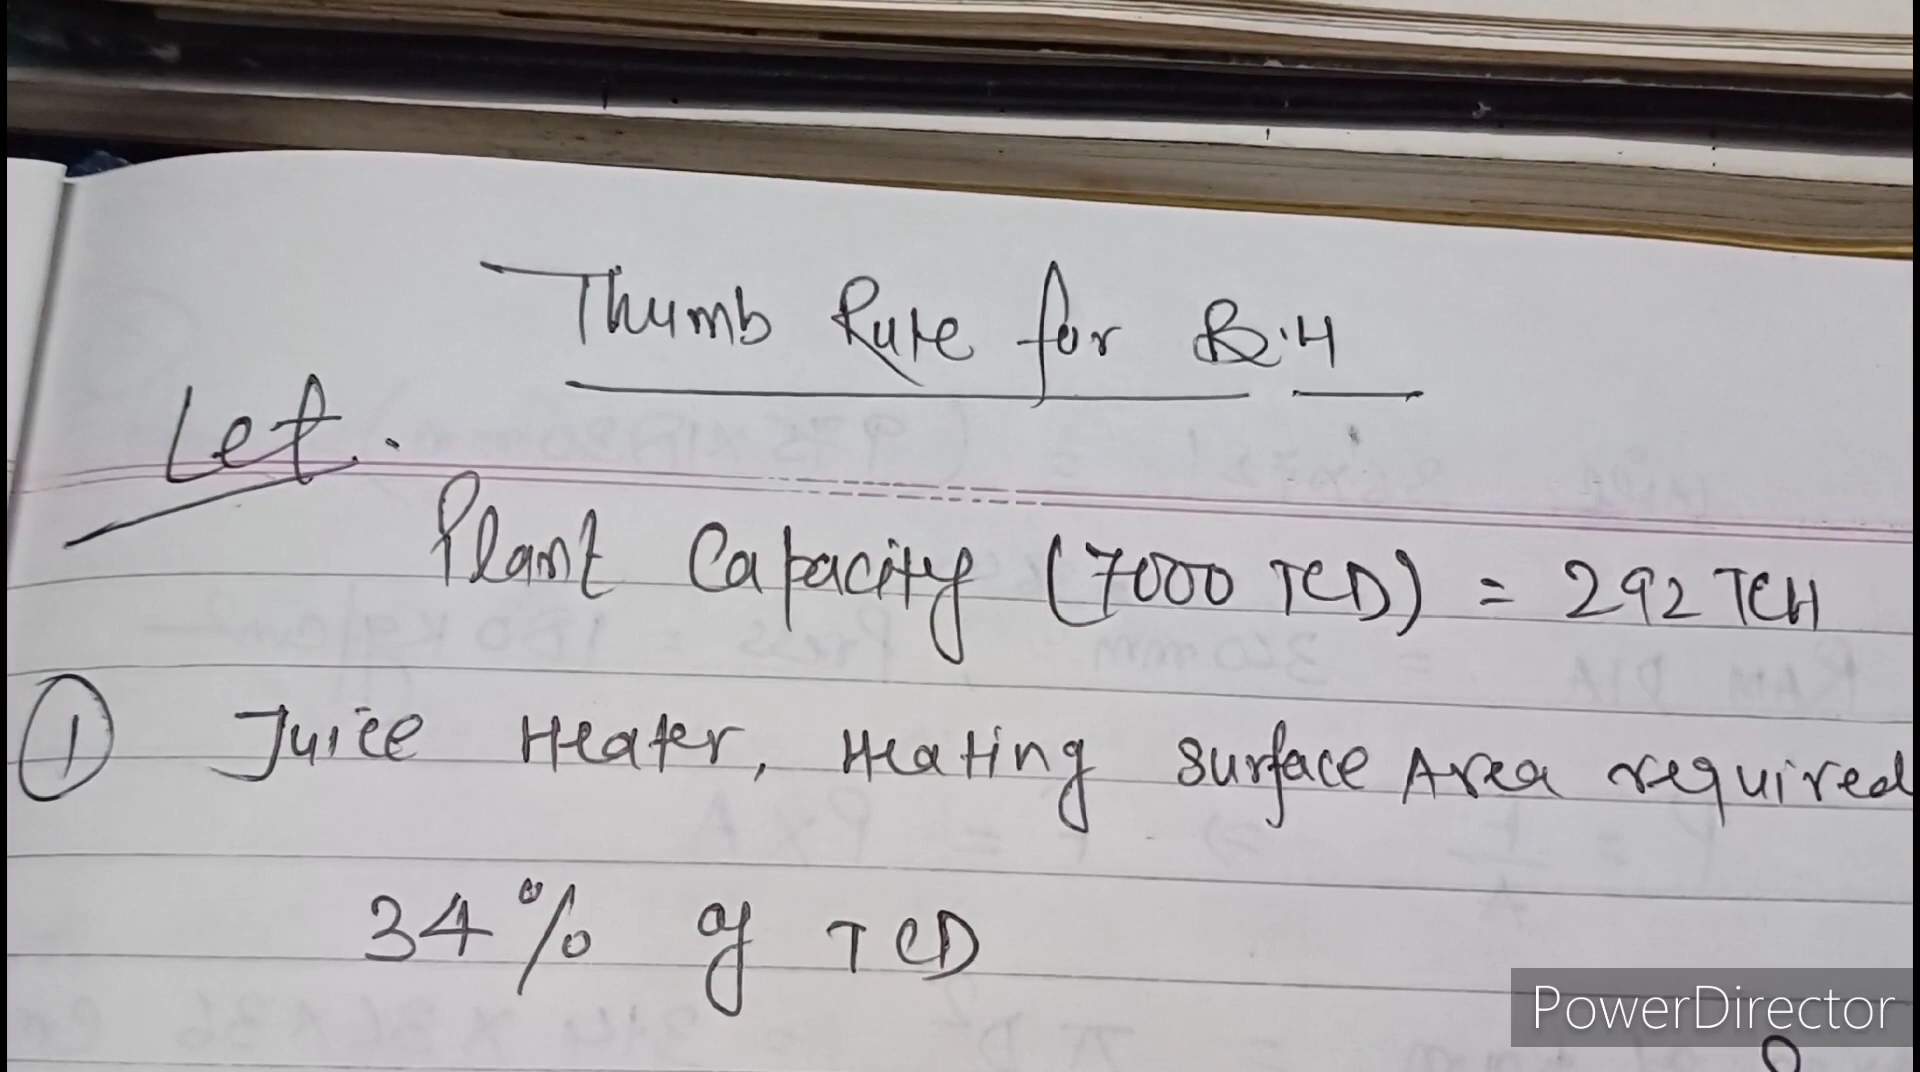 Thumb Rule for B.H
Let.
Plant Capacity (7000 TCD) = 292 TCH
① Juice Heater, Heating surface Area required
34% of TCD
PowerDirector